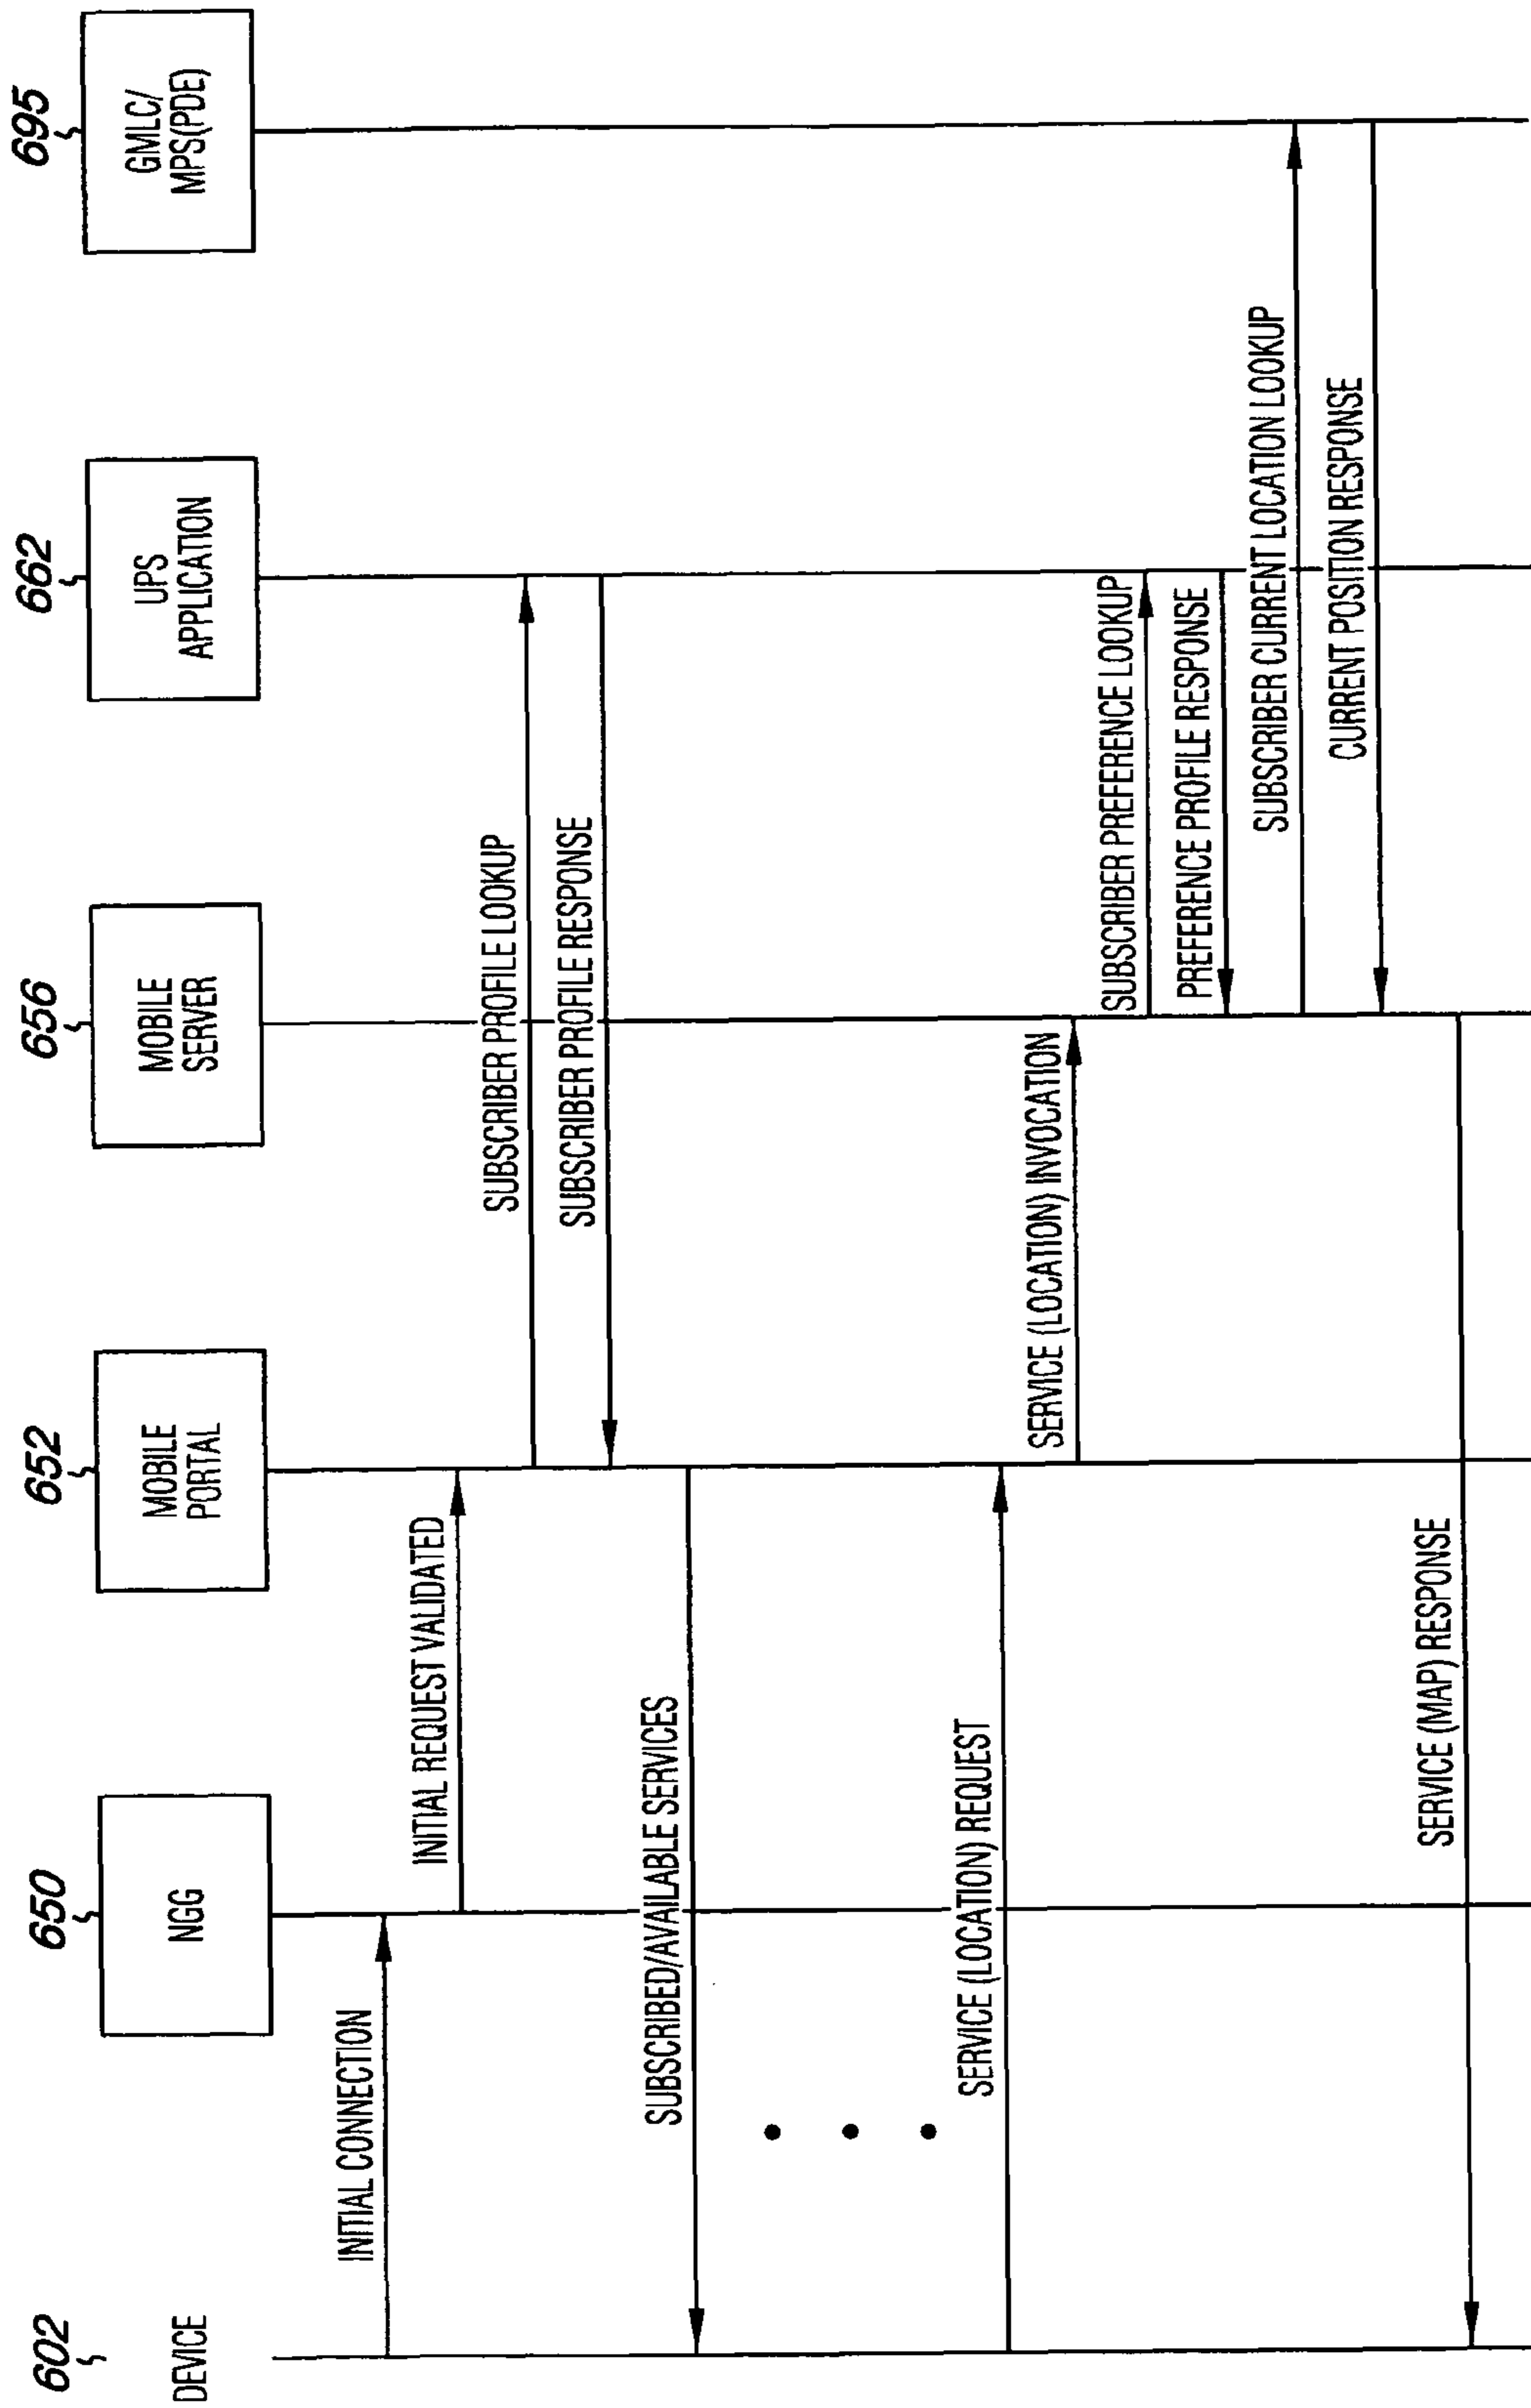 602
DEVICE
650
NGG
652
MOBILE
PORTAL
656
MOBILE
SERVER
662
UPS
APPLICATION
695
GMLC/
MPS(PDE)
INITIAL CONNECTION
INITIAL REQUEST VALIDATED
SUBSCRIBER PROFILE LOOKUP
SUBSCRIBER PROFILE RESPONSE
SUBSCRIBED/AVAILABLE SERVICES
SERVICE (LOCATION) REQUEST
SERVICE (LOCATION) INVOCATION
SUBSCRIBER PREFERENCE LOOKUP
PREFERENCE PROFILE RESPONSE
SUBSCRIBER CURRENT LOCATION LOOKUP
CURRENT POSITION RESPONSE
SERVICE (MAP) RESPONSE